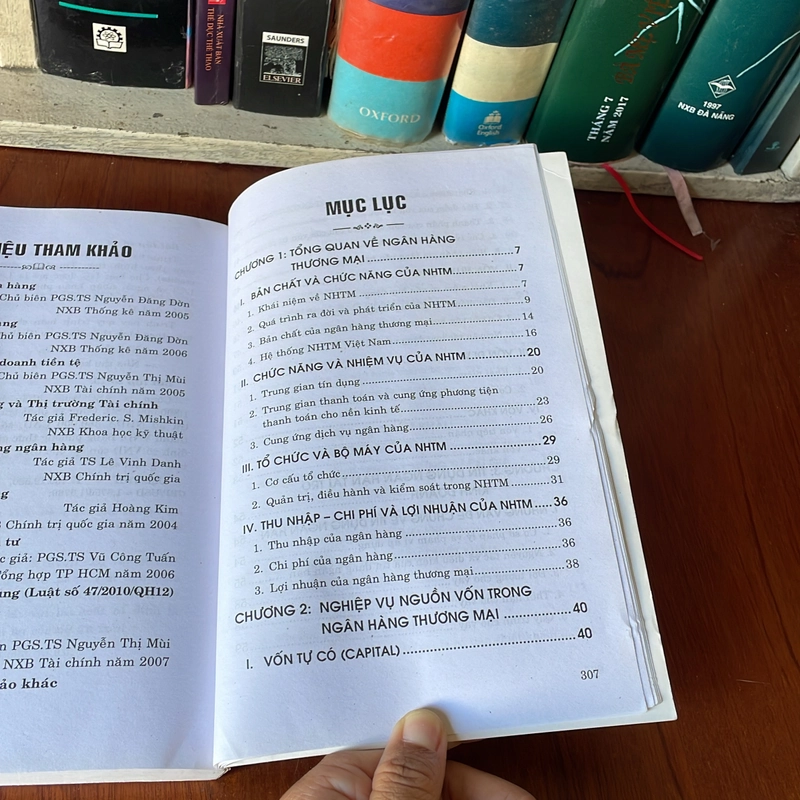 SAUNDERS
ELSEVIER
NHÀ XUẤT BẢN
THỂ DỤC THỂ THAO
OXFORD
Oxford
English
THÁNG 7
NĂM 2017
1997
NXB ĐÀ NẴNG
THAM KHẢO
hàng
Chủ biên PGS.TS Nguyễn Đăng Dờn
NXB Thống kê năm 2005
PGS.TS Nguyễn Đăng Dờn
NXB Thống kê năm 2006
doanh tiền tệ
biên PGS.TS Nguyễn Thị Mùi
NXB Tài chính năm 2005
và Thị trường Tài chính
Tác giả Frederic. S. Mishkin
NXB Khoa học kỹ thuật
ngân hàng
Tác giả TS Lê Vinh Danh
NXB Chính trị quốc gia
Tác giả Hoàng Kim
Chính trị quốc gia năm 2004
tư
giả: PGS.TS Vũ Công Tuấn
hợp TP HCM năm 2006
(Luật số 47/2010/QH12)
PGS.TS Nguyễn Thị Mùi
NXB Tài chính năm 2007
khác
MỤC LỤC
CHƯƠNG 1: TỔNG QUAN VỀ NGÂN HÀNG
THƯƠNG MẠI 7
I. BẢN CHẤT VÀ CHỨC NĂNG CỦA NHTM 7
1. Khái niệm về NHTM 7
2. Quá trình ra đời và phát triển của NHTM 9
3. Bản chất của ngân hàng thương mại 14
4. Hệ thống NHTM Việt Nam 16
II. CHỨC NĂNG VÀ NHIỆM VỤ CỦA NHTM 20
1. Trung gian tín dụng 20
2. Trung gian thanh toán và cung ứng phương tiện
thanh toán cho nền kinh tế 23
3. Cung ứng dịch vụ ngân hàng 26
III. TỔ CHỨC VÀ BỘ MÁY CỦA NHTM 29
1. Cơ cấu tổ chức 29
2. Quản trị, điều hành và kiểm soát trong NHTM 31
IV. THU NHẬP – CHI PHÍ VÀ LỢI NHUẬN CỦA NHTM 36
1. Thu nhập của ngân hàng 36
2. Chi phí của ngân hàng 36
3. Lợi nhuận của ngân hàng thương mại 38
CHƯƠNG 2: NGHIỆP VỤ NGUỒN VỐN TRONG
NGÂN HÀNG THƯƠNG MẠI 40
I. VỐN TỰ CÓ (CAPITAL) 40
307